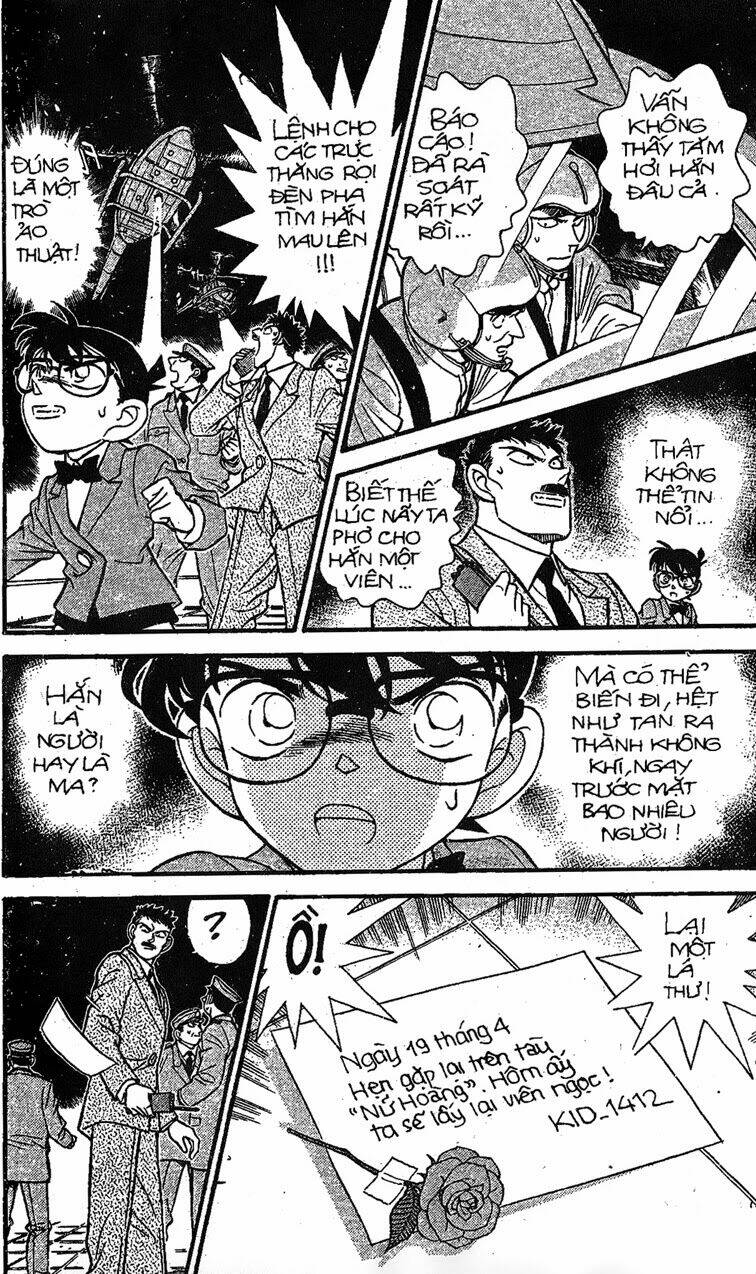 VẪN
KHÔNG
THẤY TĂM
HƠI HẮN
ĐÂU CẢ.
BÁO
CÁO!
ĐÃ RÀ
SOÁT
RẤT KỸ
RỒI...
THẬT
KHÔNG
THỂ TIN
NỔI...
BIẾT THẾ
LÚC NẪY TA
PHƠ CHO
HẮN MỘT
VIÊN...
LỆNH CHO
CÁC TRỰC
THĂNG RỌI
ĐÈN PHA
TÌM HẮN
MAU LÊN
!!!
ĐÚNG
LÀ MỘT
TRÒ
ẢO
THUẬT!
MÀ CÓ THỂ
BIẾN ĐI, HỆT
NHƯ TAN RA
THÀNH KHÔNG
KHÍ, NGAY
TRƯỚC MẶT
BAO NHIÊU
NGƯỜI!
HẮN
LÀ
NGƯỜI
HAY LÀ
MA?
LẠI
MỘT
LÁ
THƯ!
Ồ!
Ngày 19 tháng 4
Hẹn gặp lại trên tàu
"NỮ HOÀNG". Hôm ấy
ta sẽ lấy lại viên ngọc!
KID_1412
?